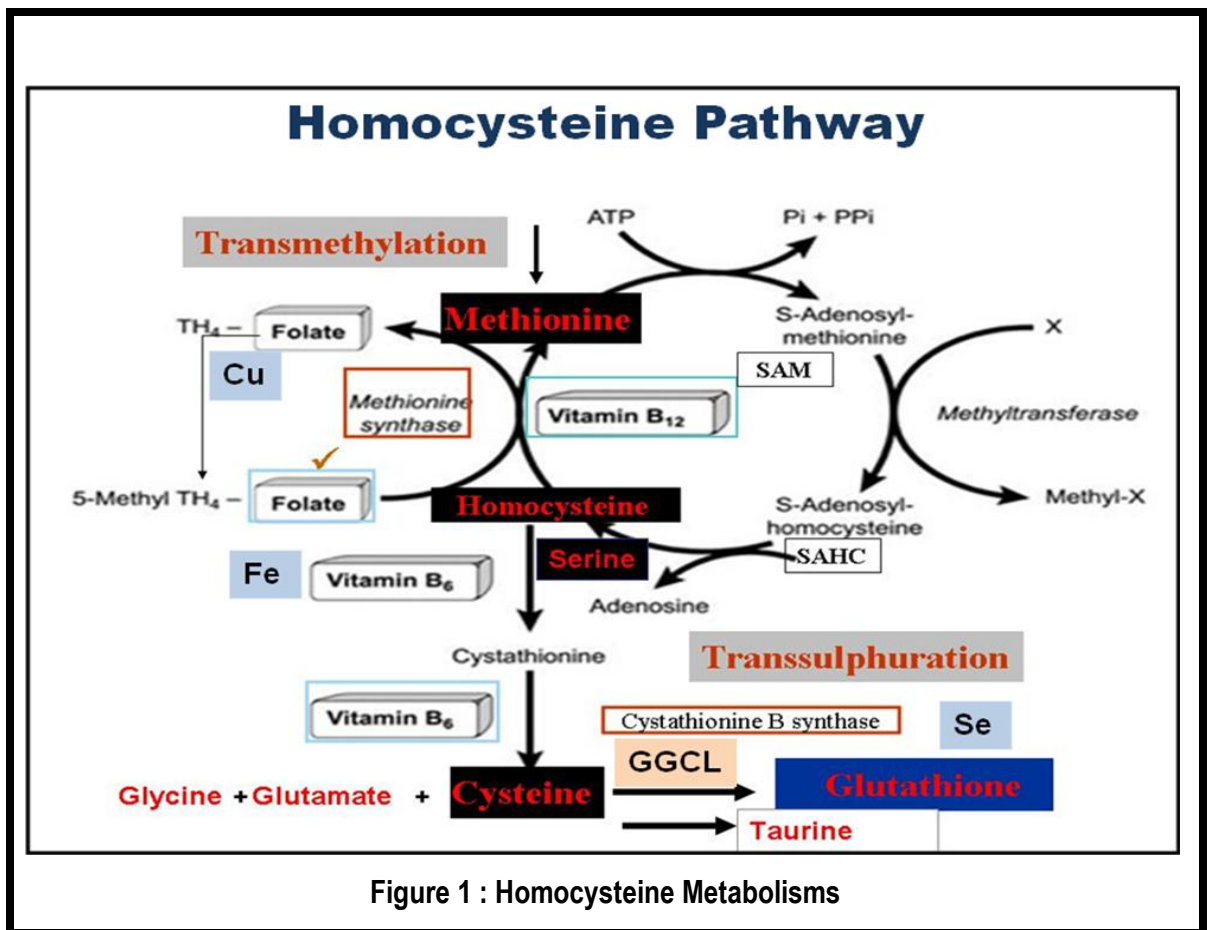 Homocysteine Pathway
Transmethylation
ATP
Pi + PPi
Methionine
S-Adenosyl-
methionine
SAM
X
TH4 –
Folate
Cu
Methionine
synthase
Vitamin B12
Methyltransferase
✓
5-Methyl TH4 –
Folate
Homocysteine
S-Adenosyl-
homocysteine
SAHC
Methyl-X
Serine
Fe
Vitamin B6
Adenosine
Cystathionine
Transsulphuration
Vitamin B6
Cystathionine B synthase
Se
GGCL
Glycine + Glutamate + Cysteine
Glutathione
Taurine
Figure 1 : Homocysteine Metabolisms